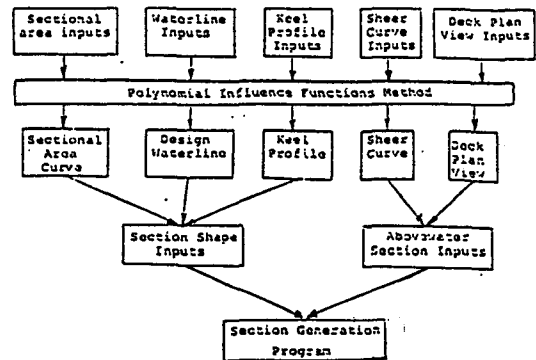 Sectional
area inputs
Waterline
Inputs
Keel
Profile
Inputs
Sheer
Curve
Inputs
Deck Plan
View Inputs
Polynomial Influence Functions Method
Sectional
Area
Curve
Design
Waterline
Keel
Profile
Sheer
Curve
Deck
Plan
View
Section Shape
Inputs
Abovewater
Section Inputs
Section Generation
Program